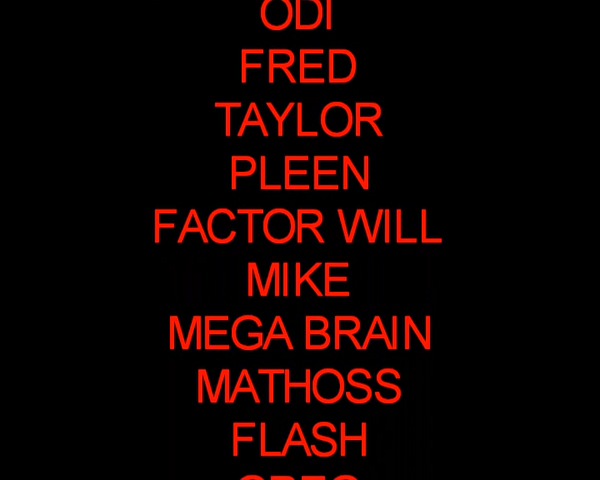 ODI
FRED
TAYLOR
PLEEN
FACTOR WILL
MIKE
MEGA BRAIN
MATHOSS
FLASH